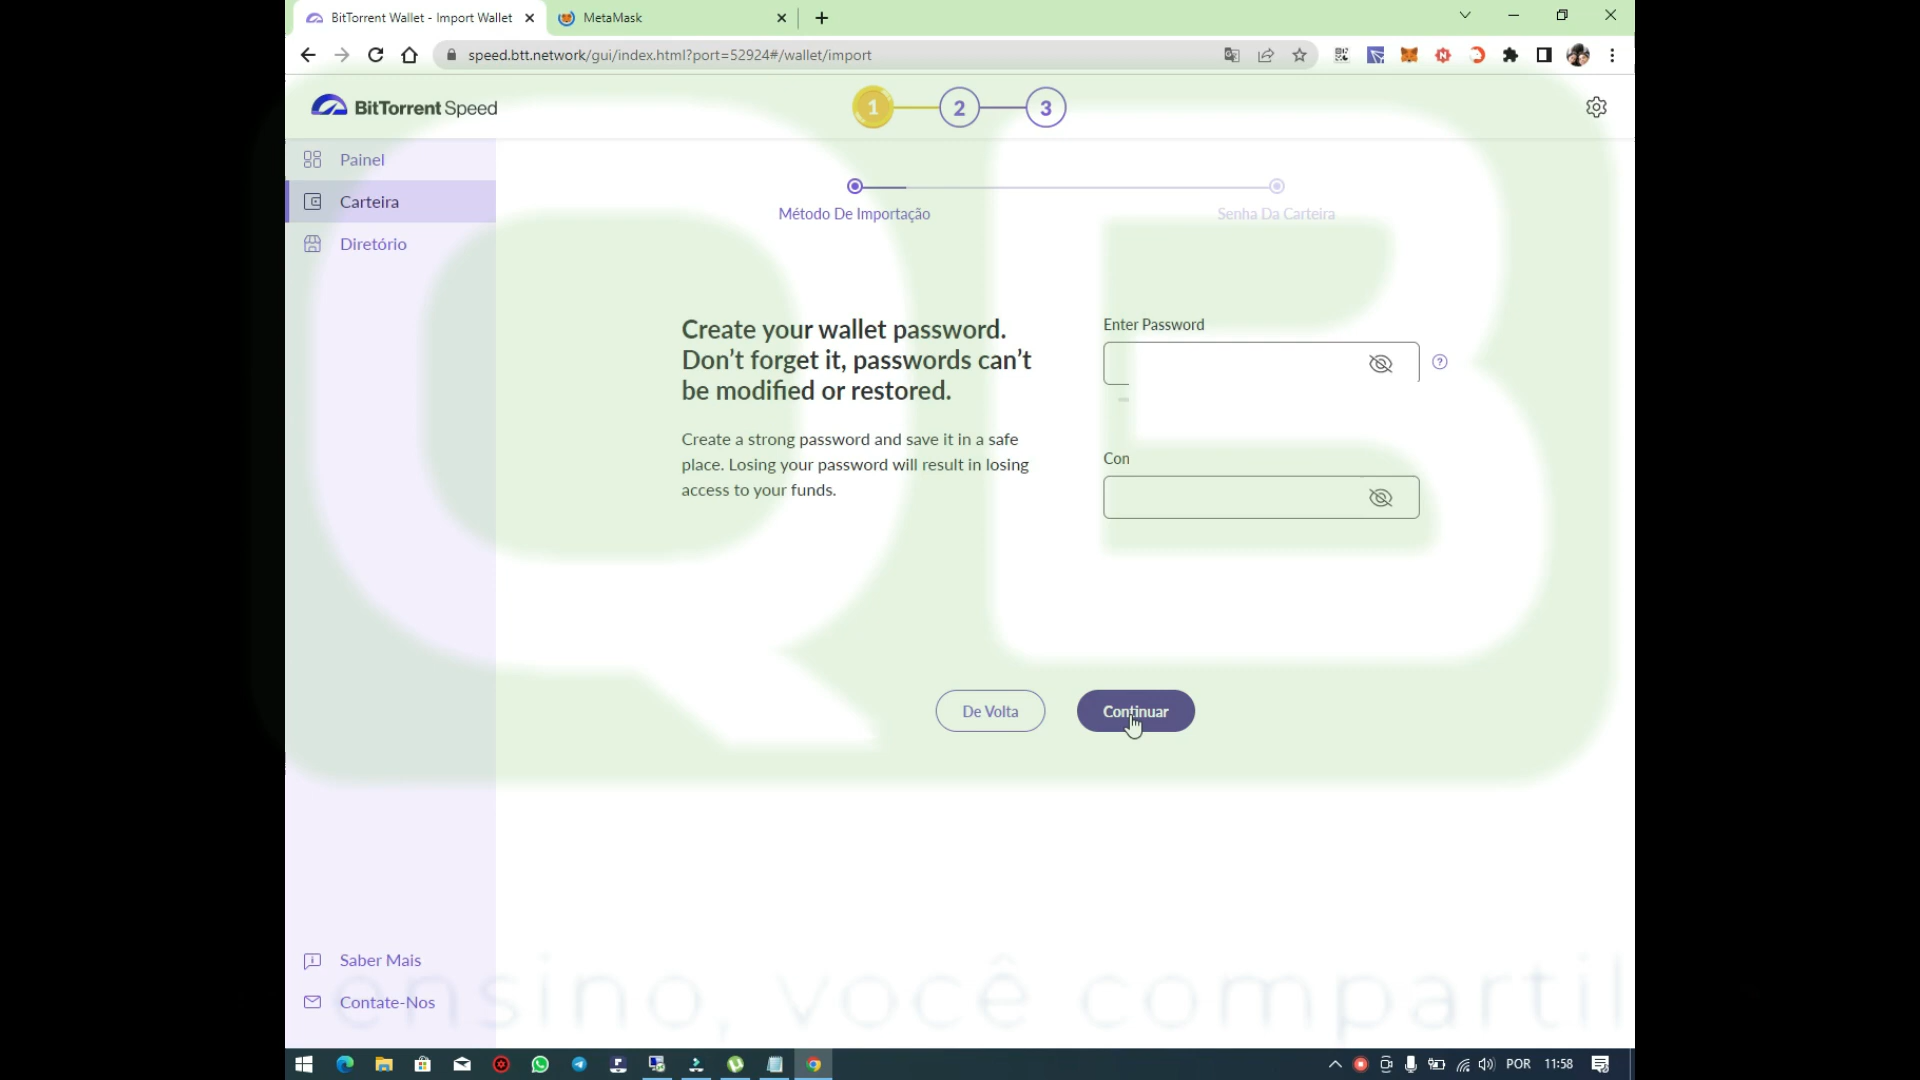 BitTorrent Wallet - Import Wallet
MetaMask
speed.btt.network/gui/index.html?port=52924#/wallet/import
BitTorrent Speed
1
2
3
Painel
Carteira
Diretório
Método De Importação
Senha Da Carteira
Create your wallet password.
Don't forget it, passwords can't
be modified or restored.
Create a strong password and save it in a safe
place. Losing your password will result in losing
access to your funds.
Enter Password
Con
De Volta
Continuar
Saber Mais
Contate-Nos
ensino, você compartil
POR
11:58
QB